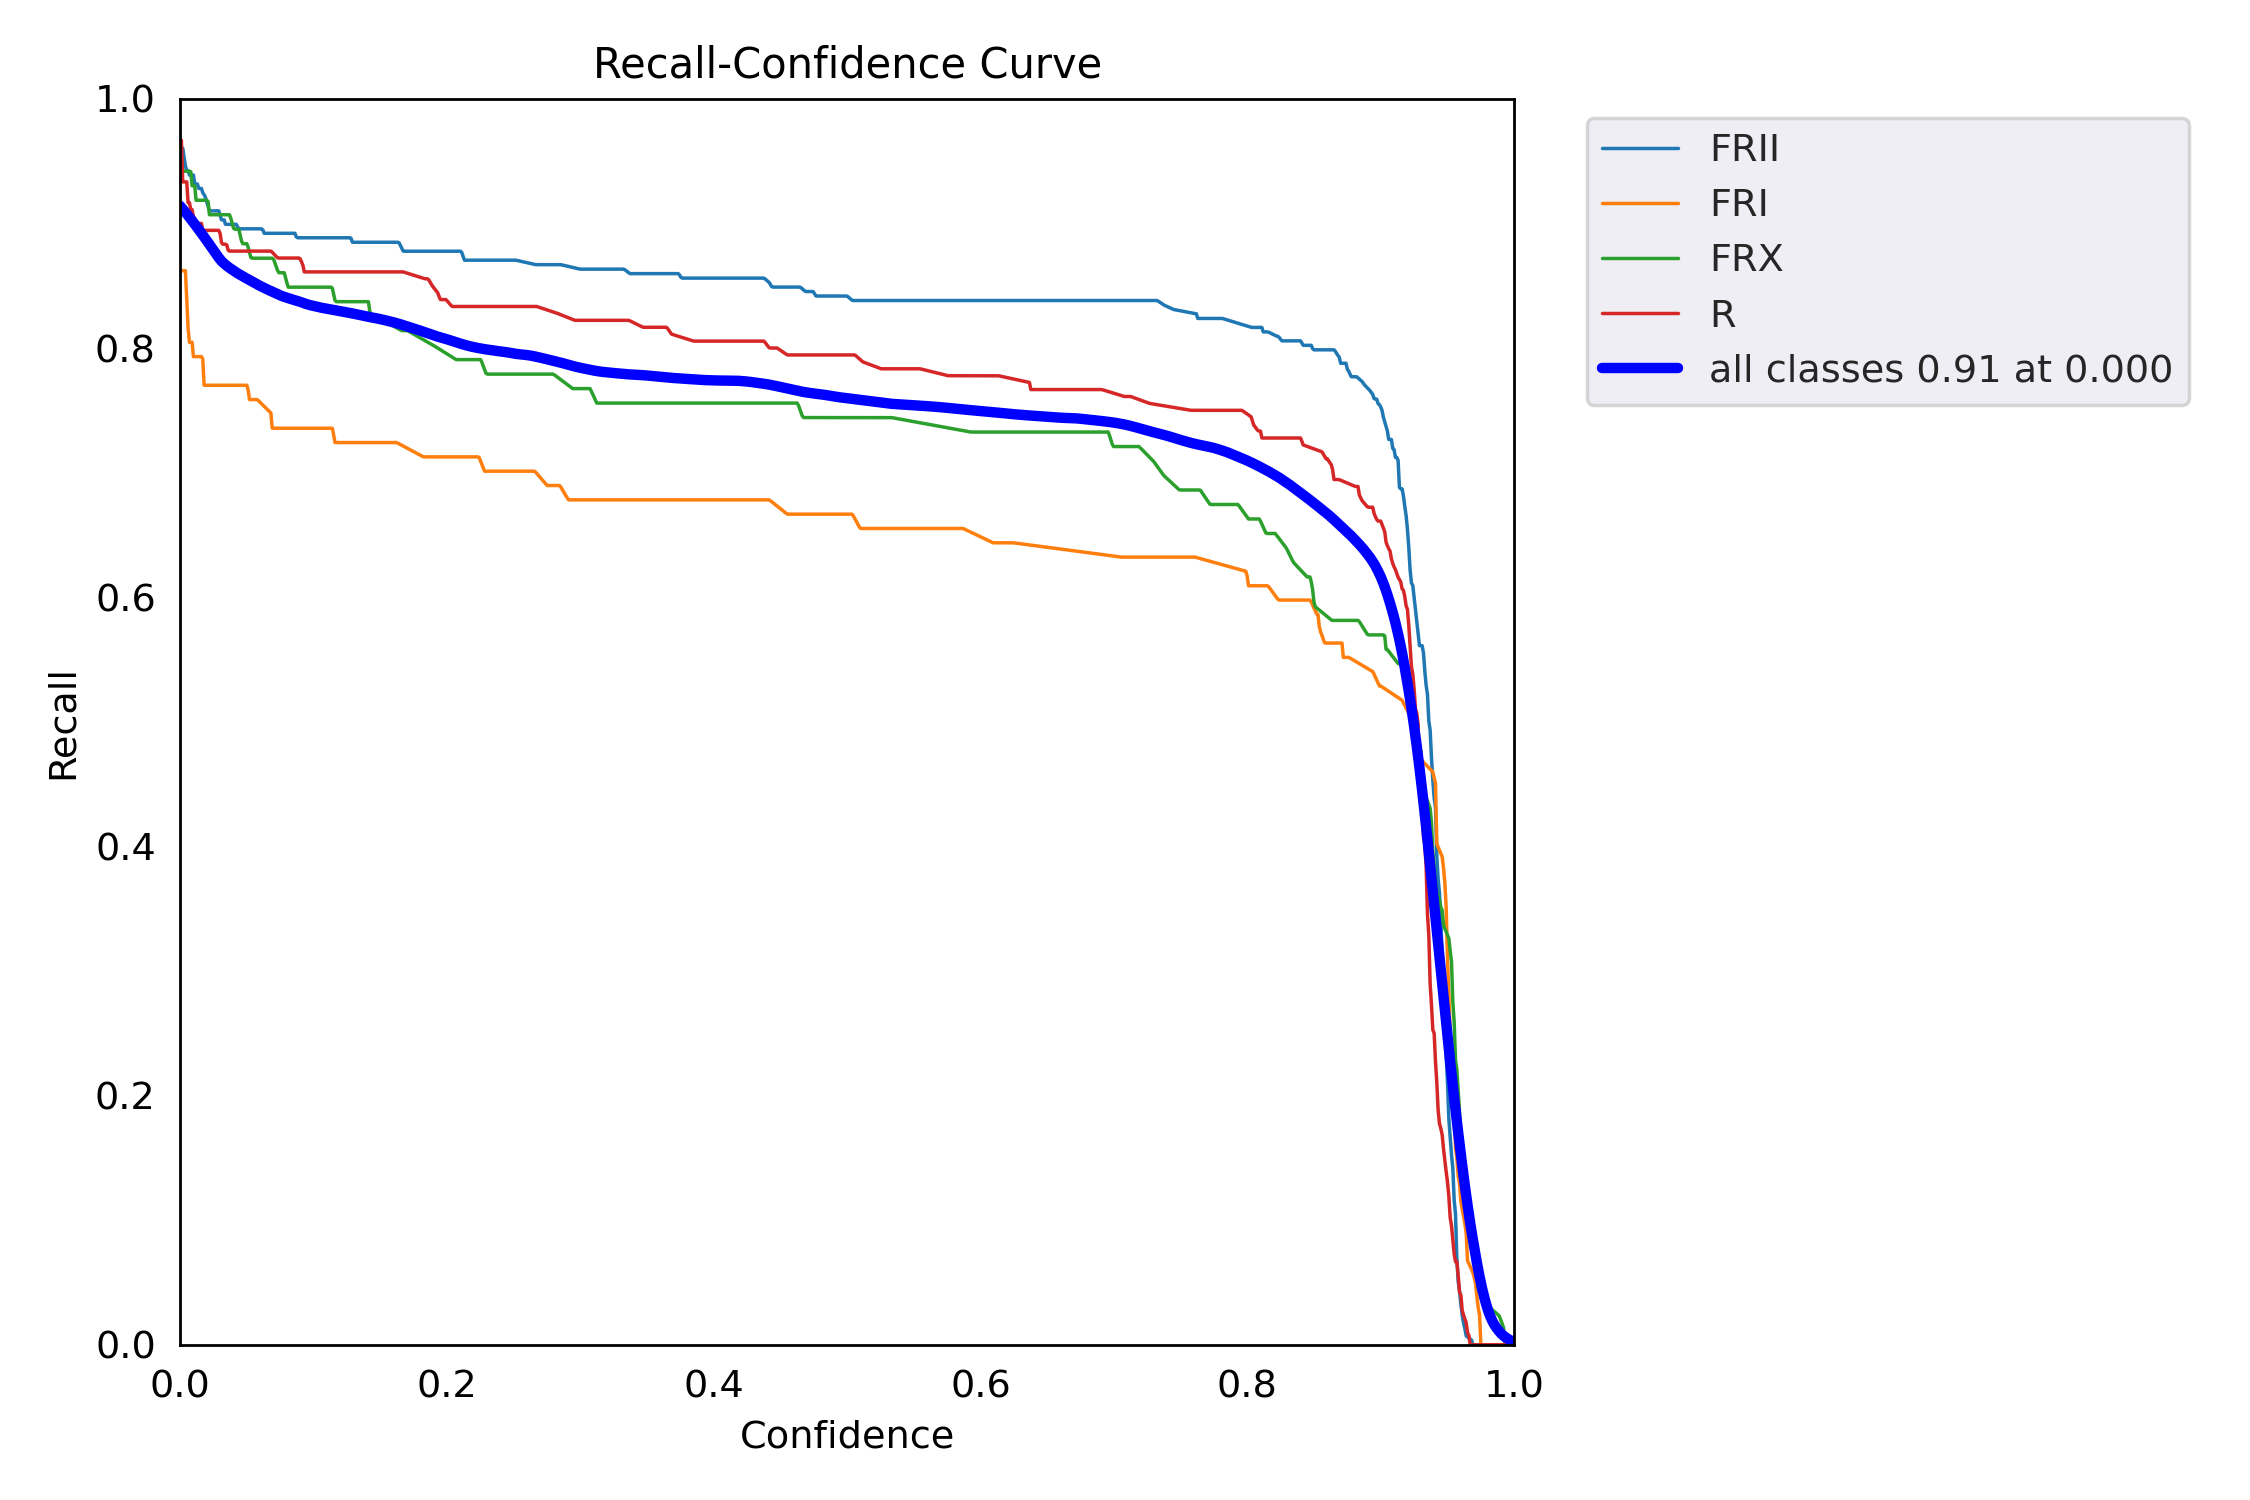 Recall-Confidence Curve
1.0
0.8
0.6
0.4
0.2
0.0
Recall
0.0 0.2 0.4 0.6 0.8 1.0
Confidence
FRII
FRI
FRX
R
all classes 0.91 at 0.000